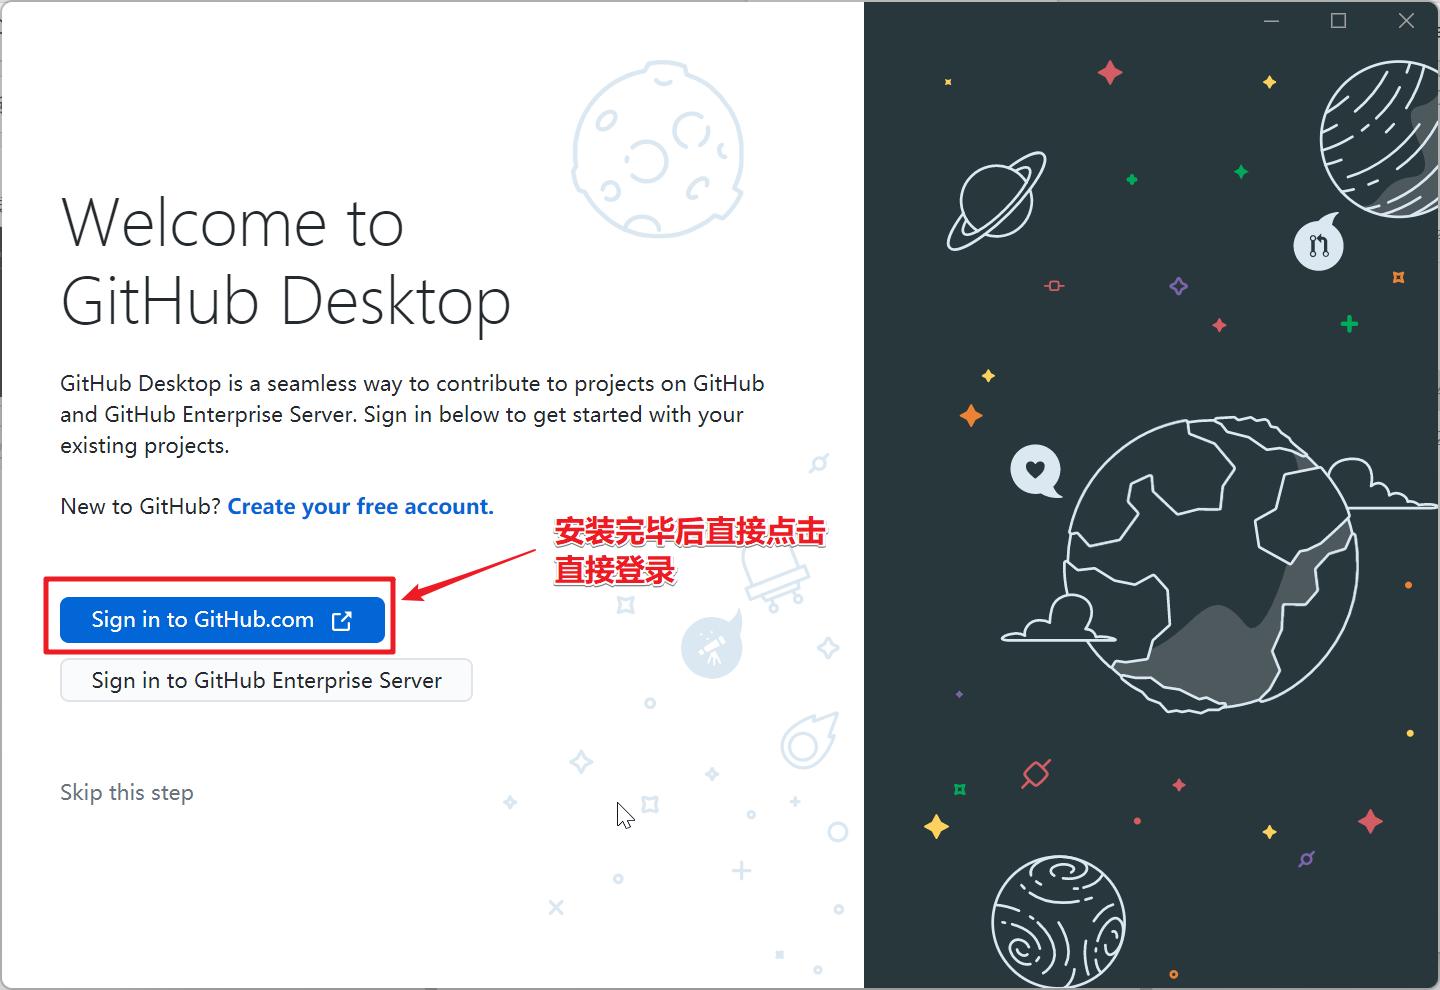 Welcome to
GitHub Desktop
GitHub Desktop is a seamless way to contribute to projects on GitHub
and GitHub Enterprise Server. Sign in below to get started with your
existing projects.
New to GitHub? Create your free account.
安装完毕后直接点击
直接登录
Sign in to GitHub.com
Sign in to GitHub Enterprise Server
Skip this step